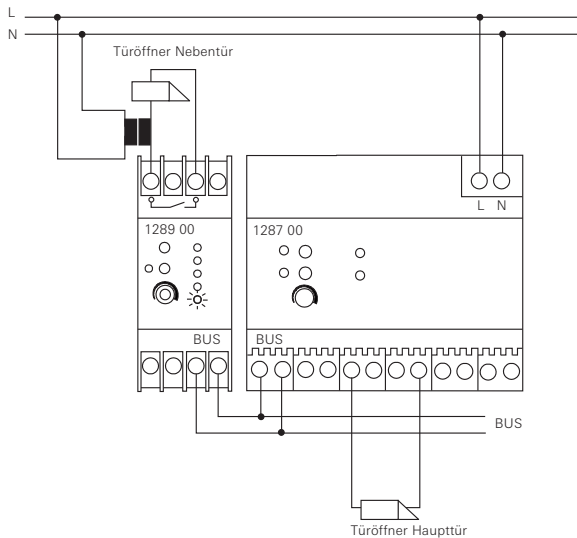 L
N
Türöffner Nebentür
L N
1289 00
1287 00
BUS
BUS
BUS
Türöffner Haupttür